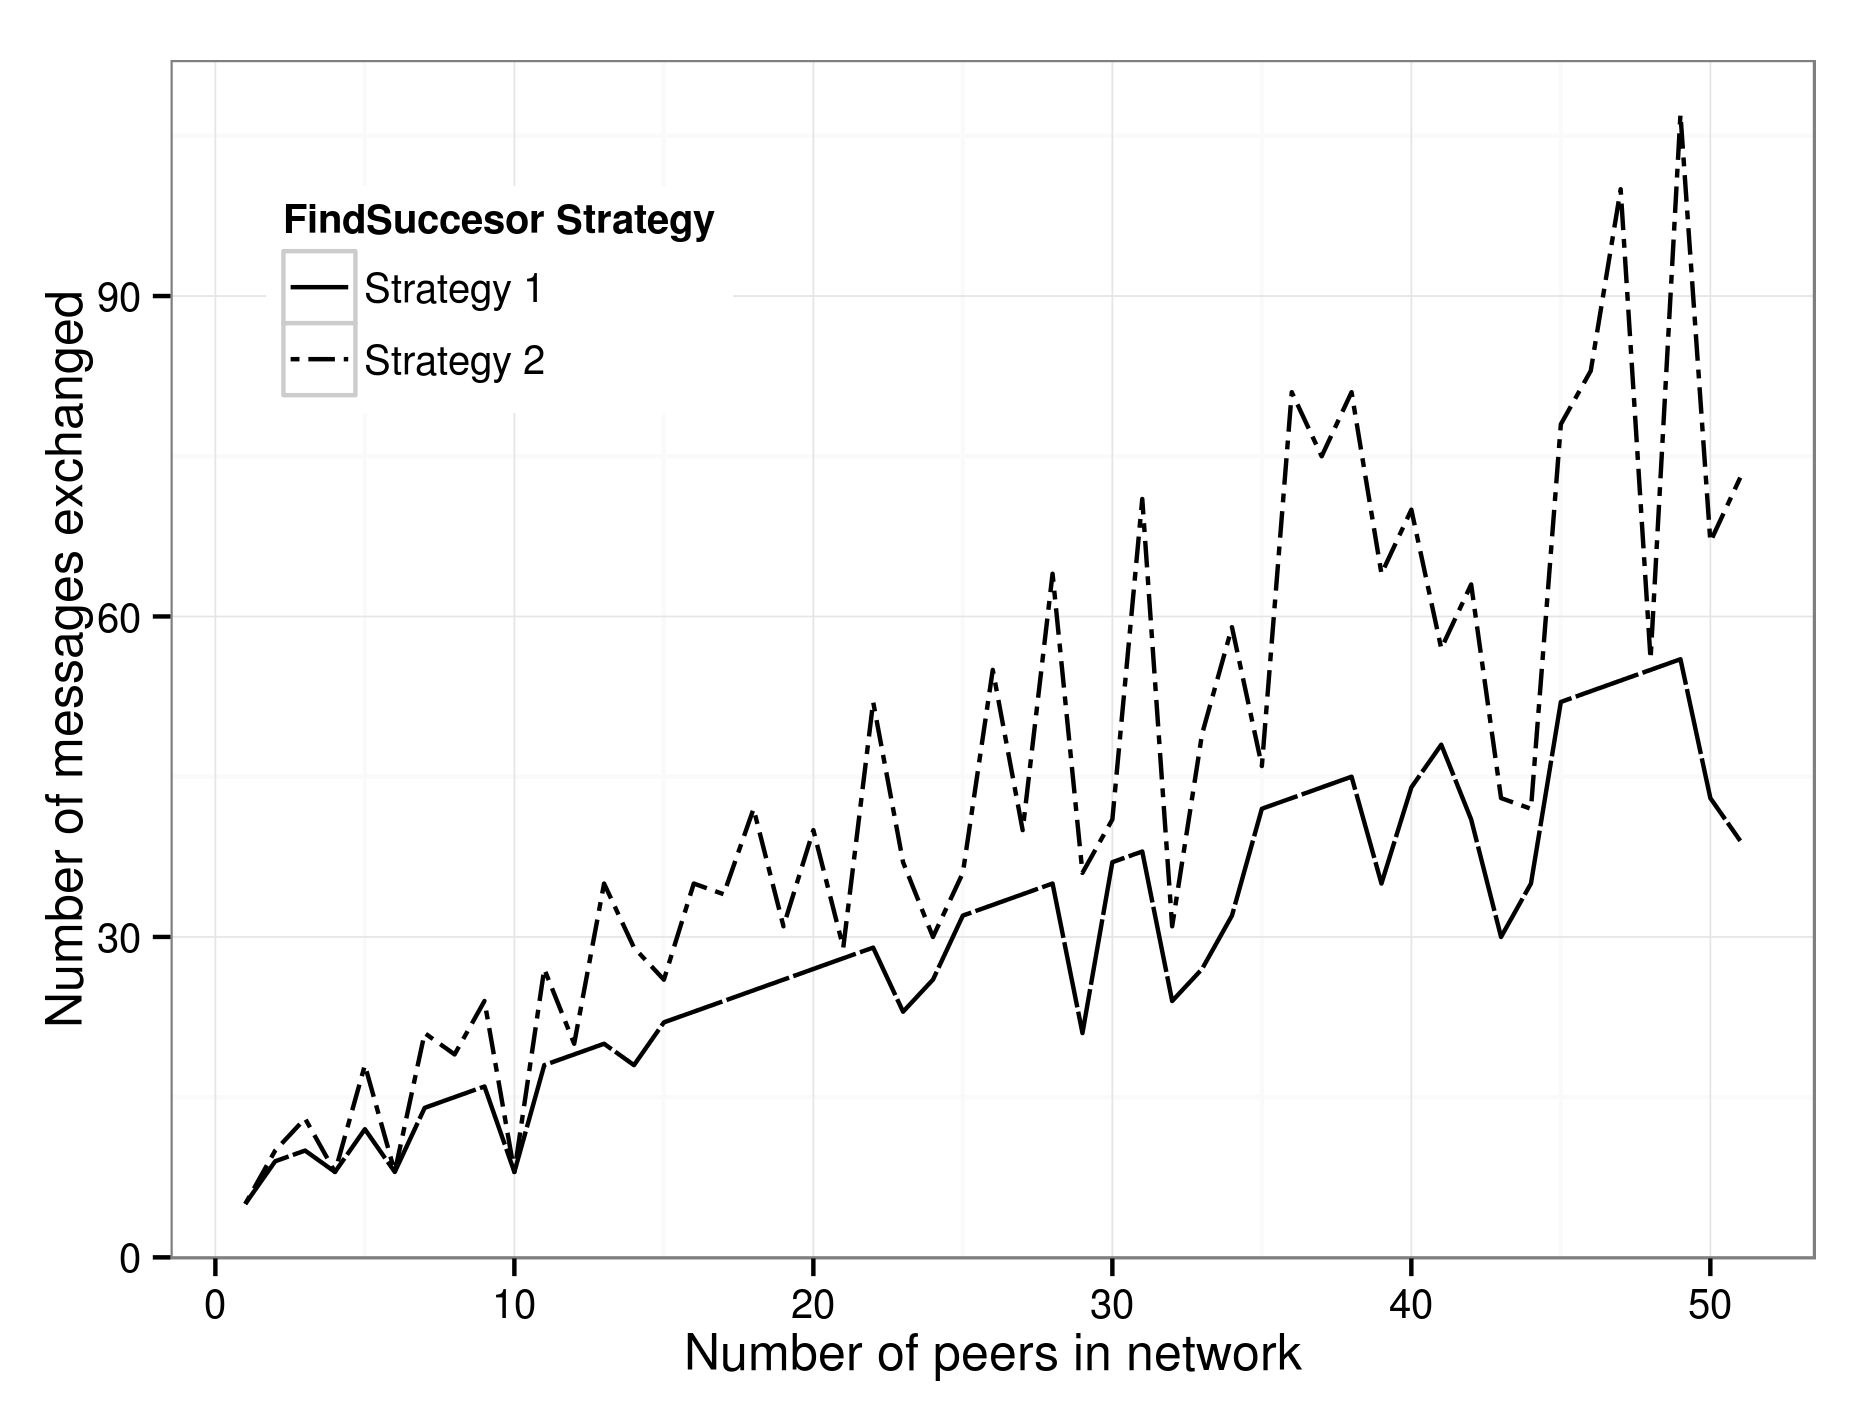 FindSuccesor Strategy
Strategy 1
Strategy 2
Number of messages exchanged
90
60
30
0
0 10 20 30 40 50
Number of peers in network